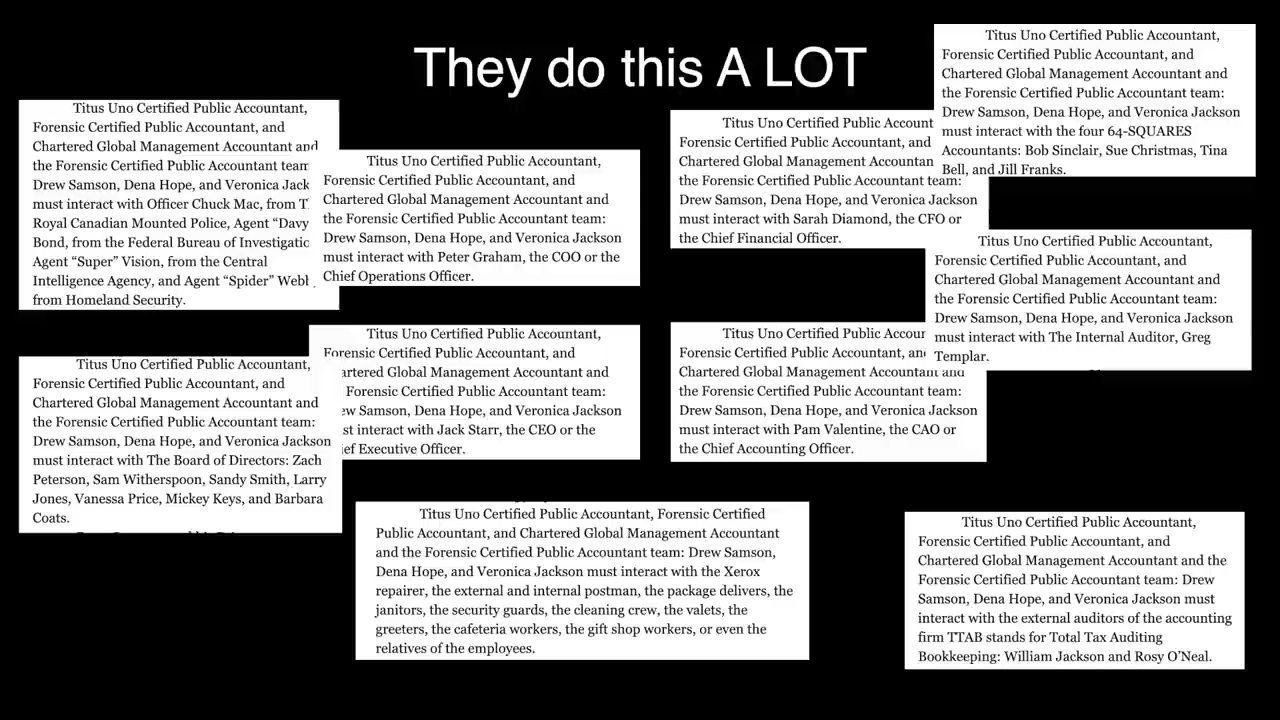 They do this A LOT
Titus Uno Certified Public Accountant,
Forensic Certified Public Accountant, and
Chartered Global Management Accountant and
the Forensic Certified Public Accountant team
Drew Samson, Dena Hope, and Veronica Jack
must interact with Officer Chuck Mac, from T
Royal Canadian Mounted Police, Agent “Davy
Bond, from the Federal Bureau of Investigatio
Agent “Super” Vision, from the Central
Intelligence Agency, and Agent “Spider” Webl
from Homeland Security.
Titus Uno Certified Public Accountant,
Forensic Certified Public Accountant, and
Chartered Global Management Accountant and
the Forensic Certified Public Accountant team:
Drew Samson, Dena Hope, and Veronica Jackson
must interact with Peter Graham, the COO or the
Chief Operations Officer.
Titus Uno Certified Public Account
Forensic Certified Public Accountant, and
Chartered Global Management Accountan
the Forensic Certified Public Accountant team:
Drew Samson, Dena Hope, and Veronica Jackson
must interact with Sarah Diamond, the CFO or
the Chief Financial Officer.
Titus Uno Certified Public Accountant,
Forensic Certified Public Accountant, and
Chartered Global Management Accountant and
the Forensic Certified Public Accountant team:
Drew Samson, Dena Hope, and Veronica Jackson
must interact with the four 64-SQUARES
Accountants: Bob Sinclair, Sue Christmas, Tina
Bell, and Jill Franks.
Titus Uno Certified Public Accountant,
Forensic Certified Public Accountant, and
Chartered Global Management Accountant and
the Forensic Certified Public Accountant team:
Drew Samson, Dena Hope, and Veronica Jackson
must interact with The Internal Auditor, Greg
Templar.
Titus Uno Certified Public Accountant,
Forensic Certified Public Accountant, and
Chartered Global Management Accountant and
the Forensic Certified Public Accountant team:
Drew Samson, Dena Hope, and Veronica Jackson
must interact with The Board of Directors: Zach
Peterson, Sam Witherspoon, Sandy Smith, Larry
Jones, Vanessa Price, Mickey Keys, and Barbara
Coats.
Titus Uno Certified Public Accountant,
Forensic Certified Public Accountant, and
artered Global Management Accountant and
Forensic Certified Public Accountant team:
ew Samson, Dena Hope, and Veronica Jackson
st interact with Jack Starr, the CEO or the
ief Executive Officer.
Titus Uno Certified Public Accour
Forensic Certified Public Accountant, and
Chartered Global Management Accountant and
the Forensic Certified Public Accountant team:
Drew Samson, Dena Hope, and Veronica Jackson
must interact with Pam Valentine, the CAO or
the Chief Accounting Officer.
Titus Uno Certified Public Accountant, Forensic Certified
Public Accountant, and Chartered Global Management Accountant
and the Forensic Certified Public Accountant team: Drew Samson,
Dena Hope, and Veronica Jackson must interact with the Xerox
repairer, the external and internal postman, the package delivers, the
janitors, the security guards, the cleaning crew, the valets, the
greeters, the cafeteria workers, the gift shop workers, or even the
relatives of the employees.
Titus Uno Certified Public Accountant,
Forensic Certified Public Accountant, and
Chartered Global Management Accountant and the
Forensic Certified Public Accountant team: Drew
Samson, Dena Hope, and Veronica Jackson must
interact with the external auditors of the accounting
firm TTAB stands for Total Tax Auditing
Bookkeeping: William Jackson and Rosy O’Neal.